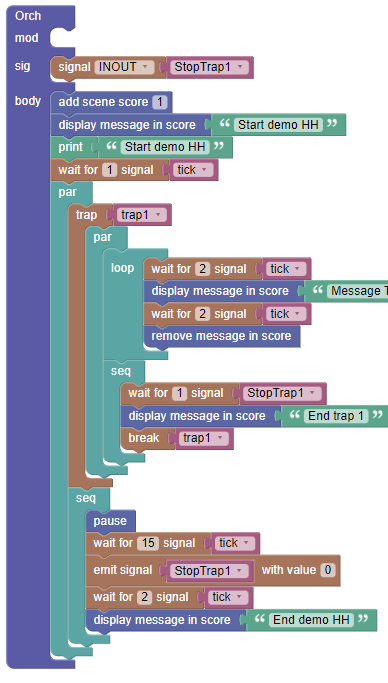 Orch
mod
sig signal INOUT StopTrap1
body add scene score 1
display message in score “ Start demo HH ”
print “ Start demo HH ”
wait for 1 signal tick
par
trap trap1
par
loop wait for 2 signal tick
display message in score “ Message T
wait for 2 signal tick
remove message in score
seq
wait for 1 signal StopTrap1
display message in score “ End trap 1
break trap1
seq
pause
wait for 15 signal tick
emit signal StopTrap1 with value 0
wait for 2 signal tick
display message in score “ End demo HH ”